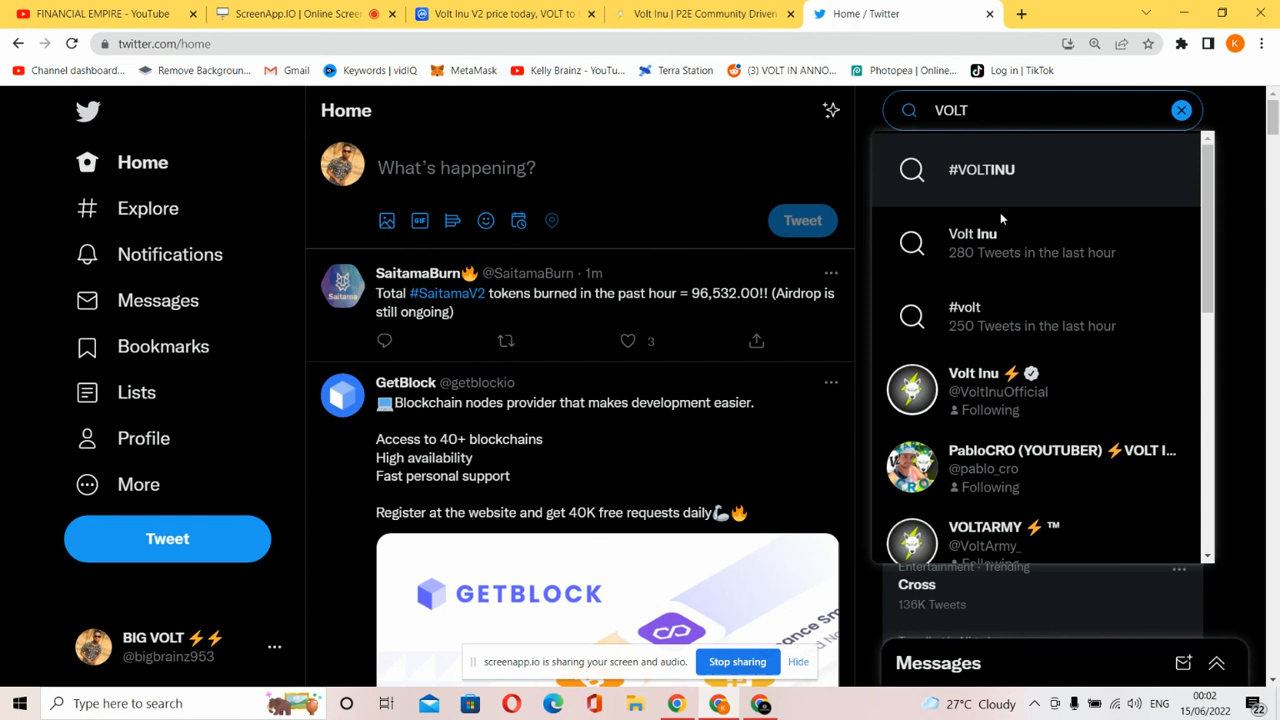 FINANCIAL EMPIRE - YouTube
ScreenApp.IO | Online Scree
Volt Inu V2 price today, VOLT to
Volt Inu | P2E Community Driven
Home / Twitter
twitter.com/home
K
Channel dashboard...
Remove Backgroun...
Gmail
Keywords | vidIQ
MetaMask
Kelly Brainz - YouTu...
Terra Station
(3) VOLT IN ANNO...
Photopea | Online...
Log in | TikTok
Home
Explore
Notifications
Messages
Bookmarks
Lists
Profile
More
Tweet
BIG VOLT ⚡⚡
@bigbrainz953
Home
What's happening?
GIF
Tweet
SaitamaBurn🔥 @SaitamaBurn · 1m
Total #SaitamaV2 tokens burned in the past hour = 96,532.00!! (Airdrop is
still ongoing)
3
GetBlock @getblockio
💻Blockchain nodes provider that makes development easier.
Access to 40+ blockchains
High availability
Fast personal support
Register at the website and get 40K free requests daily💪🔥
GETBLOCK
VOLT
#VOLTINU
Volt Inu
280 Tweets in the last hour
#volt
250 Tweets in the last hour
Volt Inu ⚡
@VoltInuOfficial
Following
PabloCRO (YOUTUBER) ⚡VOLT I...
@pablo_cro
Following
VOLTARMY ⚡ ™
@VoltArmy_
Following
Entertainment · Trending
Cross
136K Tweets
Messages
screenapp.io is sharing your screen and audio.
Stop sharing
Hide
Type here to search
27°C Cloudy
ENG
00:02
15/06/2022
22